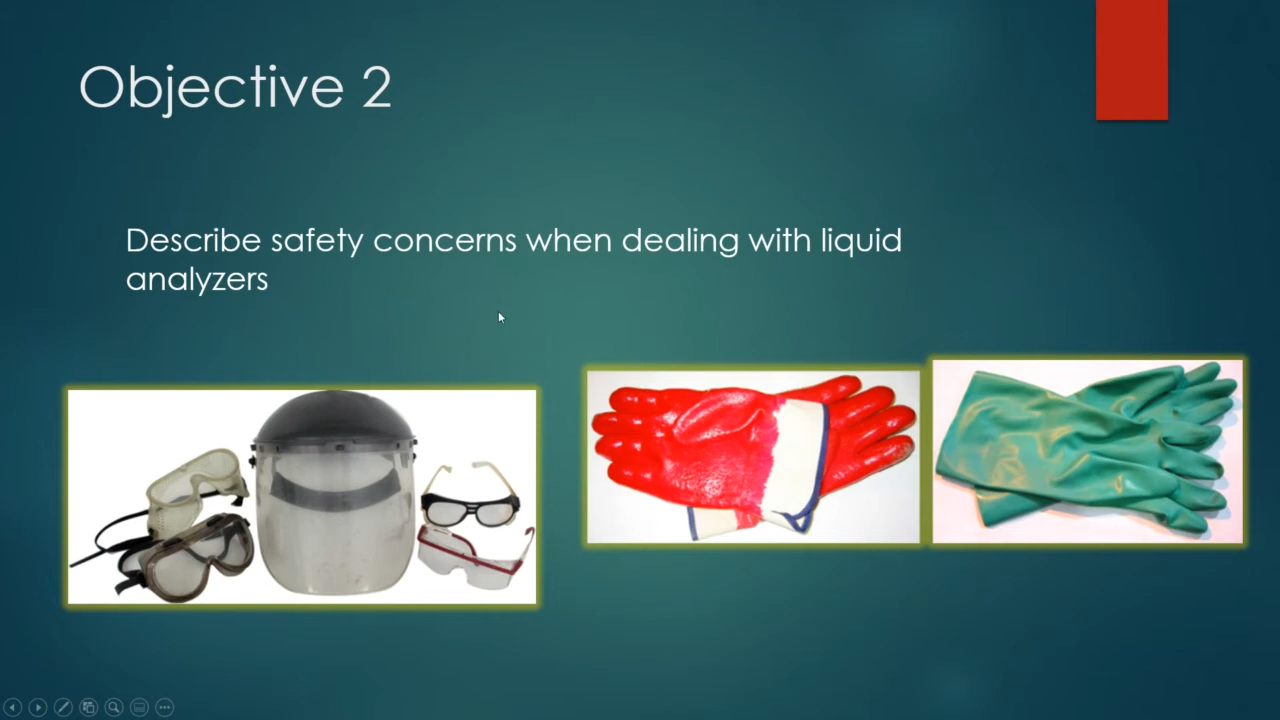 Objective 2
Describe safety concerns when dealing with liquid
analyzers